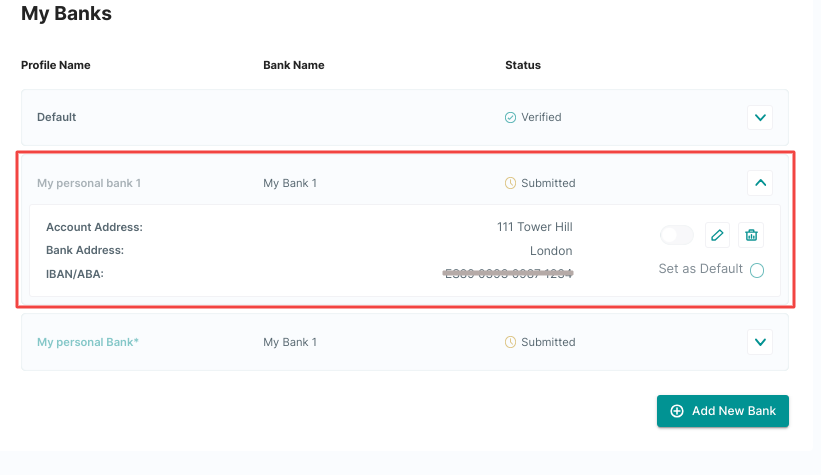 My Banks
Profile Name Bank Name Status
Default Verified
My personal bank 1 My Bank 1 Submitted
Account Address: 111 Tower Hill
Bank Address: London
IBAN/ABA:
Set as Default
My personal Bank* My Bank 1 Submitted
Add New Bank